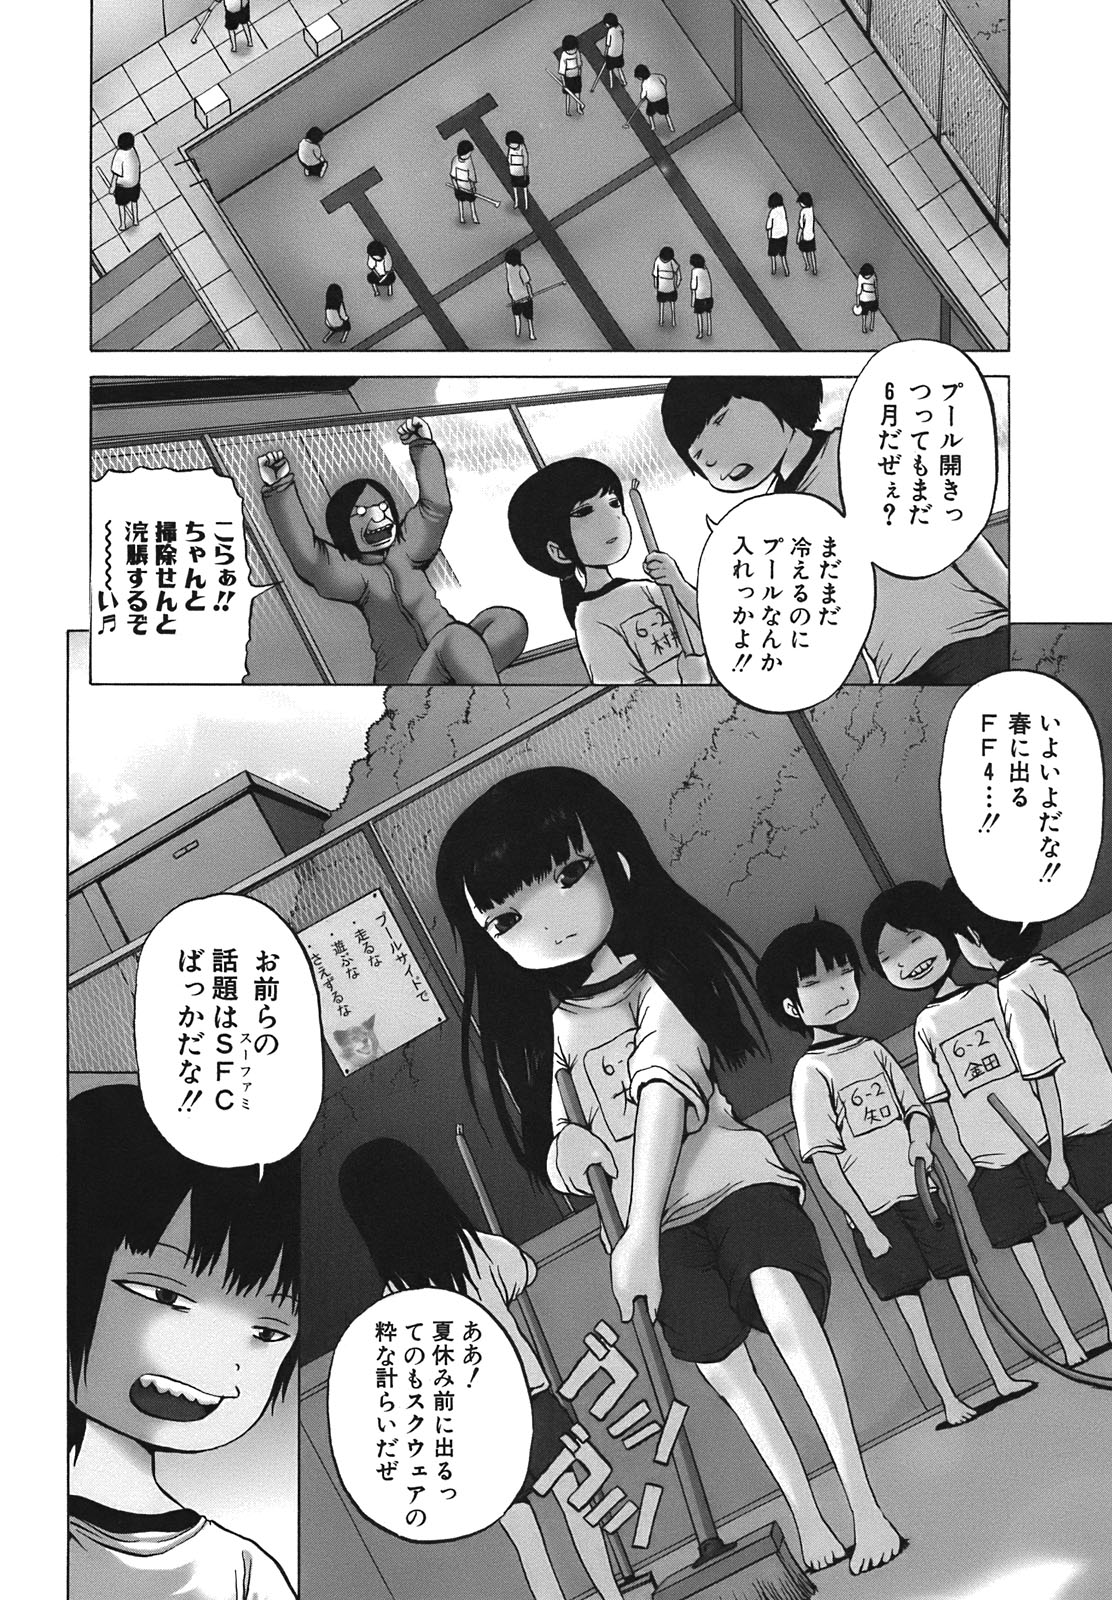 プール開きっ
つってもまだ
6月だぜぇ?
まだまだ
冷えるのに
プールなんか
入れっかよ!!
こらぁ!!
ちゃんと
掃除せんと
浣腸するぞ
〜〜〜〜い♬
6-2
村
いよいよだな!!
春に出る
FF4…!!
プールサイドで
・走るな
・遊ぶな
・さえずるな
6-2
6-2
矢口
6-2
金田
お前らの
話題はSFC
スーファミ
ばっかだな!!
ああ!
夏休み前に出るっ
てのもスクウェアの
粋な計らいだぜ
ガシ
ガシ